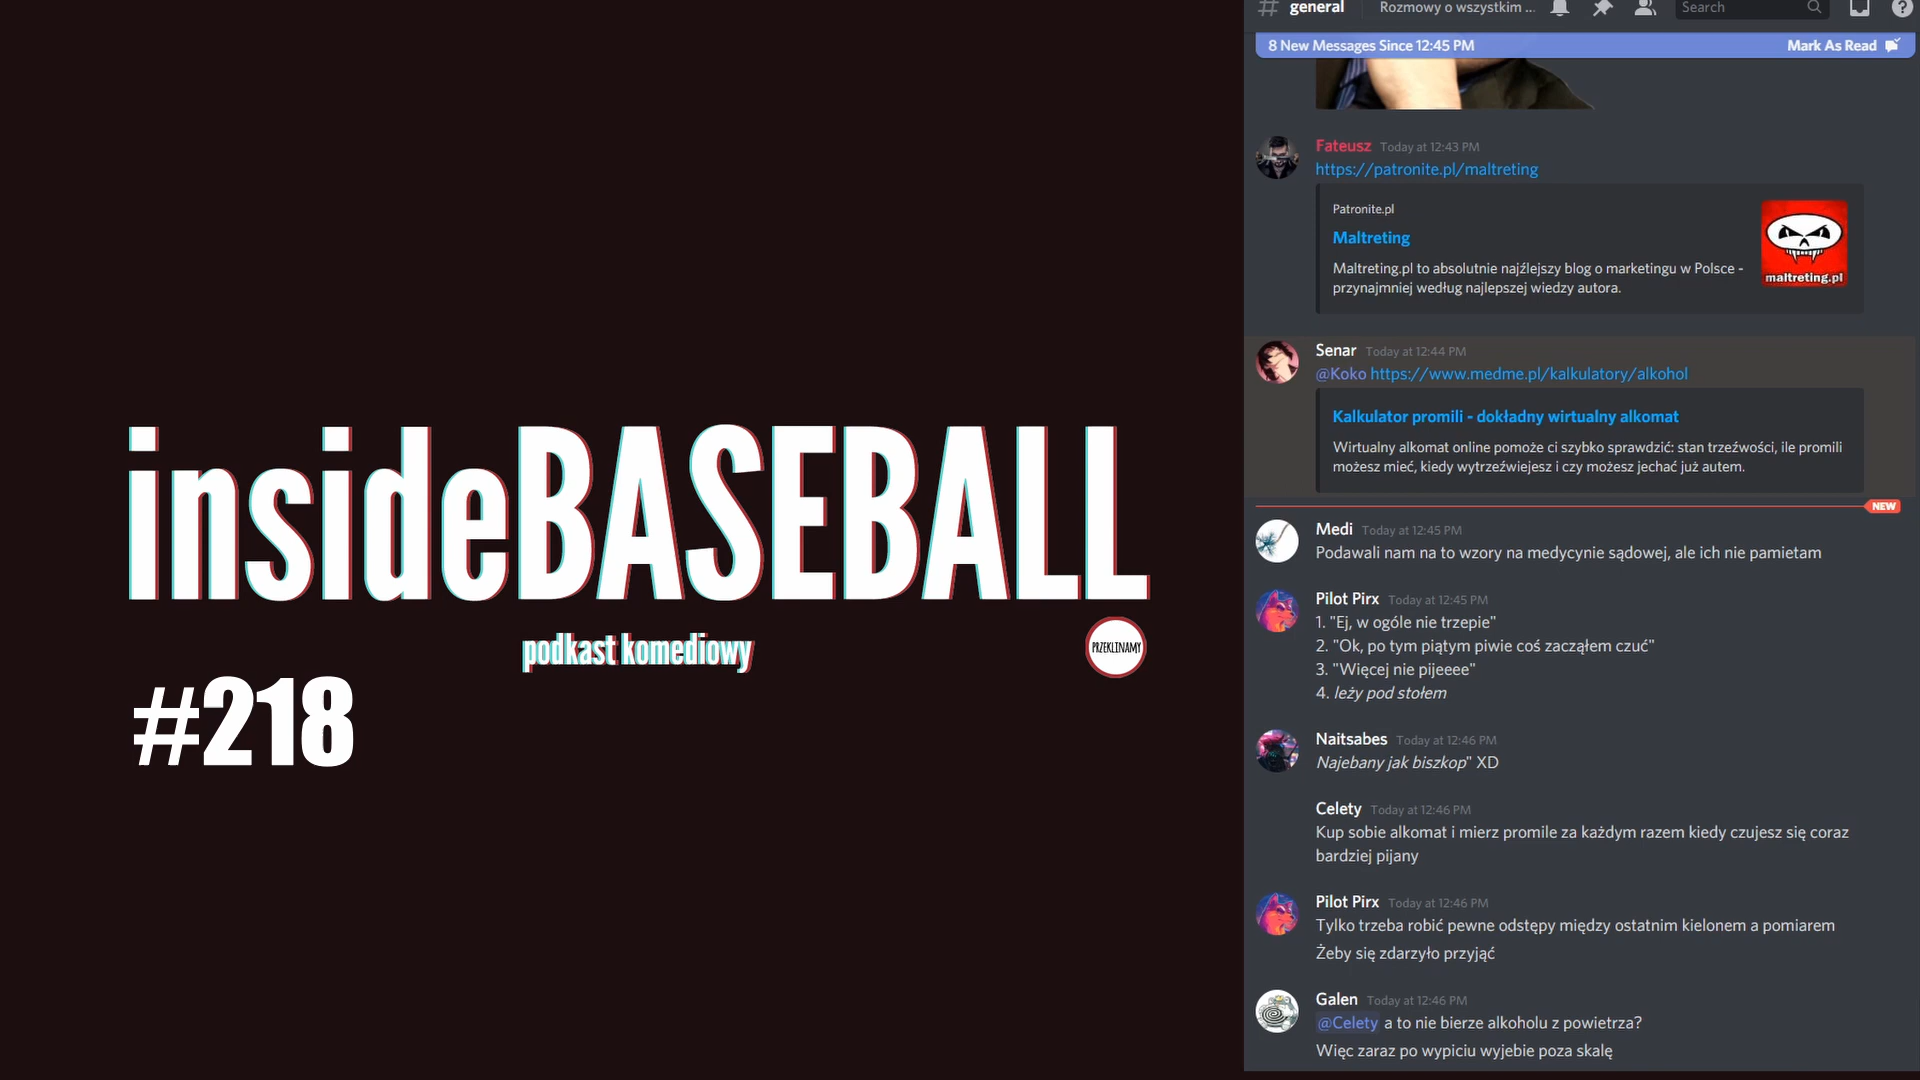 insideBASEBALL
podkast komediowy
PRZEKLINAMY
#218
# general
Rozmowy o wszystkim ...
Search
8 New Messages Since 12:45 PM
Mark As Read
Fateusz Today at 12:43 PM
https://patronite.pl/maltreting
Patronite.pl
Maltreting
Maltreting.pl to absolutnie najźlejszy blog o marketingu w Polsce -
przynajmniej według najlepszej wiedzy autora.
maltreting.pl
Senar Today at 12:44 PM
@Koko https://www.medme.pl/kalkulatory/alkohol
Kalkulator promili - dokładny wirtualny alkomat
Wirtualny alkomat online pomoże ci szybko sprawdzić: stan trzeźwości, ile promili
możesz mieć, kiedy wytrzeźwiejesz i czy możesz jechać już autem.
NEW
Medi Today at 12:45 PM
Podawali nam na to wzory na medycynie sądowej, ale ich nie pamietam
Pilot Pirx Today at 12:45 PM
1. "Ej, w ogóle nie trzepie"
2. "Ok, po tym piątym piwie coś zacząłem czuć"
3. "Więcej nie pijeeee"
4. leży pod stołem
Naitsabes Today at 12:46 PM
Najebany jak biszkop" XD
Celety Today at 12:46 PM
Kup sobie alkomat i mierz promile za każdym razem kiedy czujesz się coraz
bardziej pijany
Pilot Pirx Today at 12:46 PM
Tylko trzeba robić pewne odstępy między ostatnim kielonem a pomiarem
Żeby się zdarzyło przyjąć
Galen Today at 12:46 PM
@Celety a to nie bierze alkoholu z powietrza?
Więc zaraz po wypiciu wyjebie poza skalę